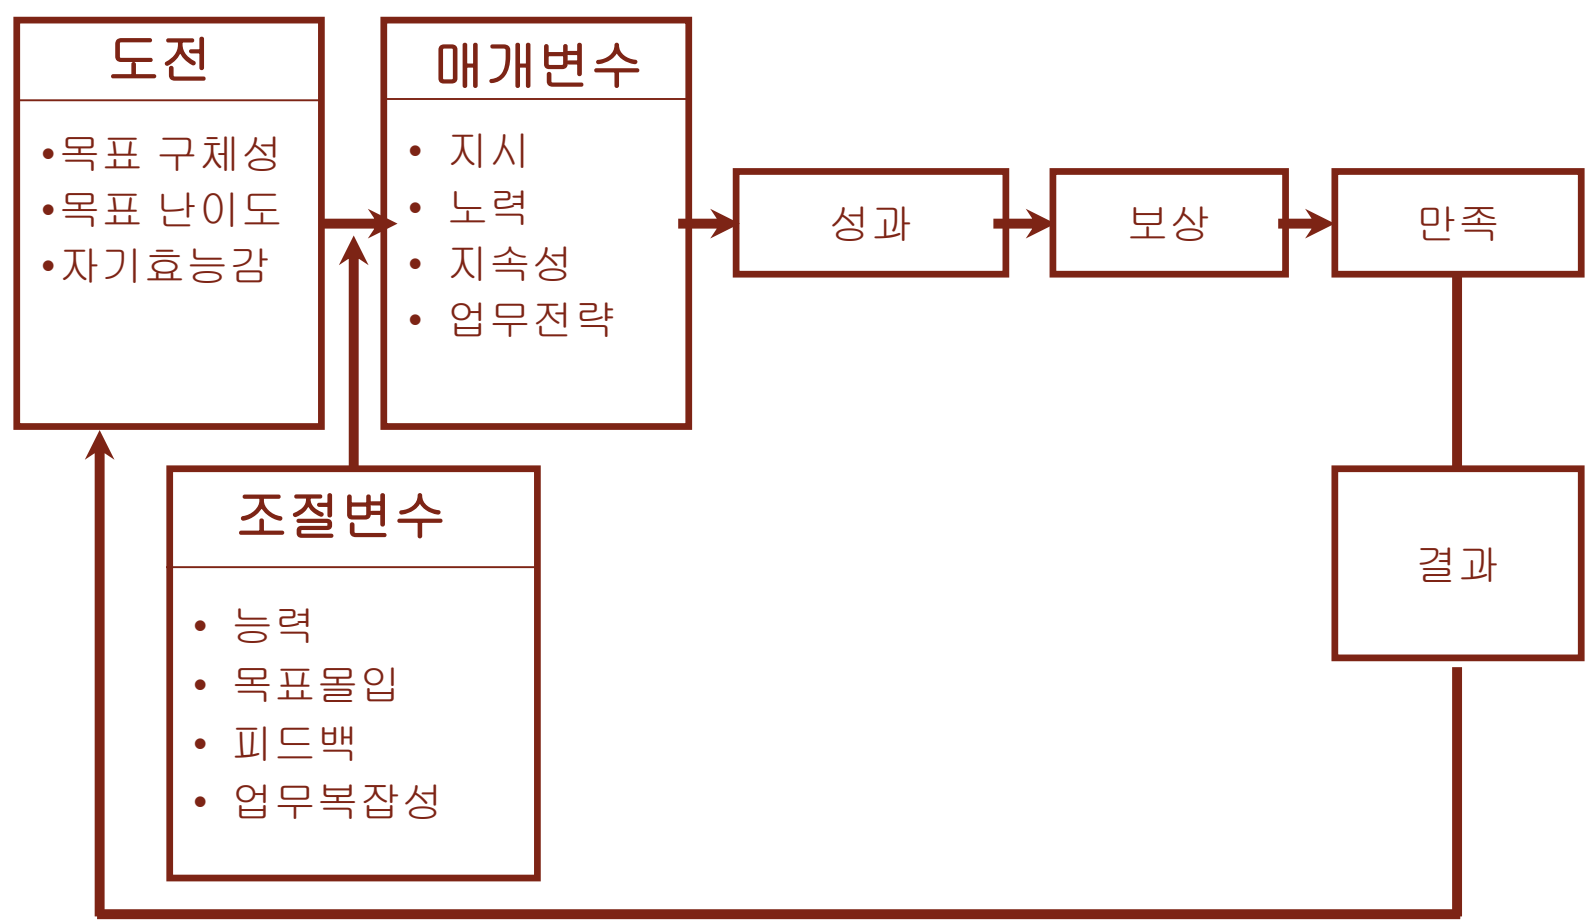 도전
•목표 구체성
•목표 난이도
•자기효능감
매개변수
• 지시
• 노력
• 지속성
• 업무전략
성과
보상
만족
조절변수
• 능력
• 목표몰입
• 피드백
• 업무복잡성
결과